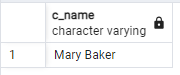 c_name
character varying
1 Mary Baker